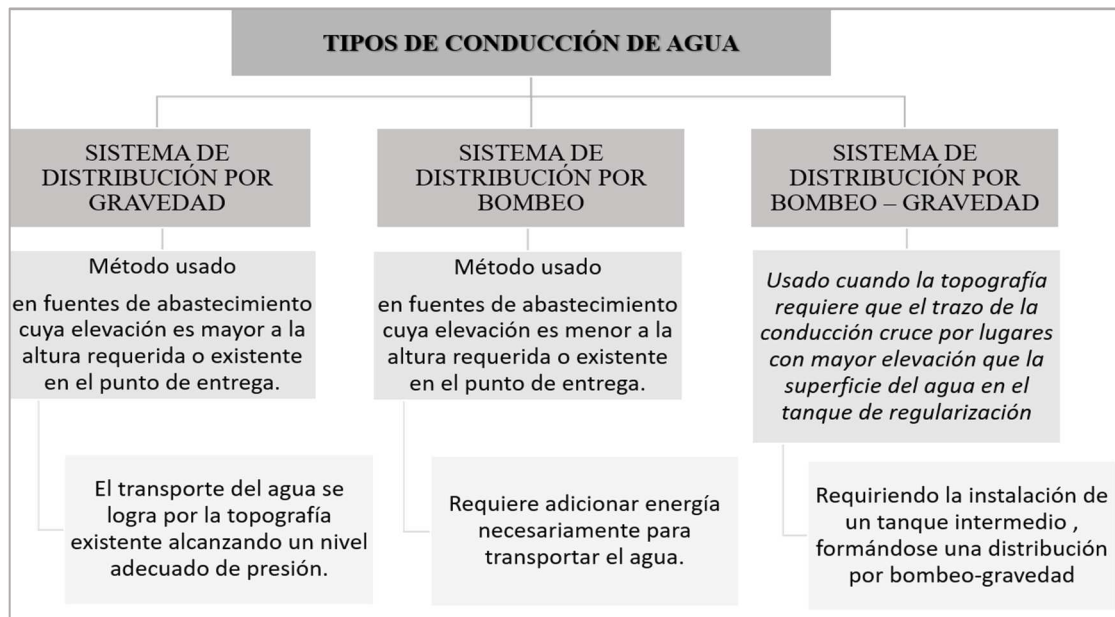 TIPOS DE CONDUCCIÓN DE AGUA
SISTEMA DE
DISTRIBUCIÓN POR
GRAVEDAD
Método usado
en fuentes de abastecimiento
cuya elevación es mayor a la
altura requerida o existente
en el punto de entrega.
El transporte del agua se
logra por la topografía
existente alcanzando un nivel
adecuado de presión.
SISTEMA DE
DISTRIBUCIÓN POR
BOMBEO
Método usado
en fuentes de abastecimiento
cuya elevación es menor a la
altura requerida o existente
en el punto de entrega.
Requiere adicionar energía
necesariamente para
transportar el agua.
SISTEMA DE
DISTRIBUCIÓN POR
BOMBEO – GRAVEDAD
Usado cuando la topografía
requiere que el trazo de la
conducción cruce por lugares
con mayor elevación que la
superficie del agua en el
tanque de regularización
Requiriendo la instalación de
un tanque intermedio ,
formándose una distribución
por bombeo-gravedad